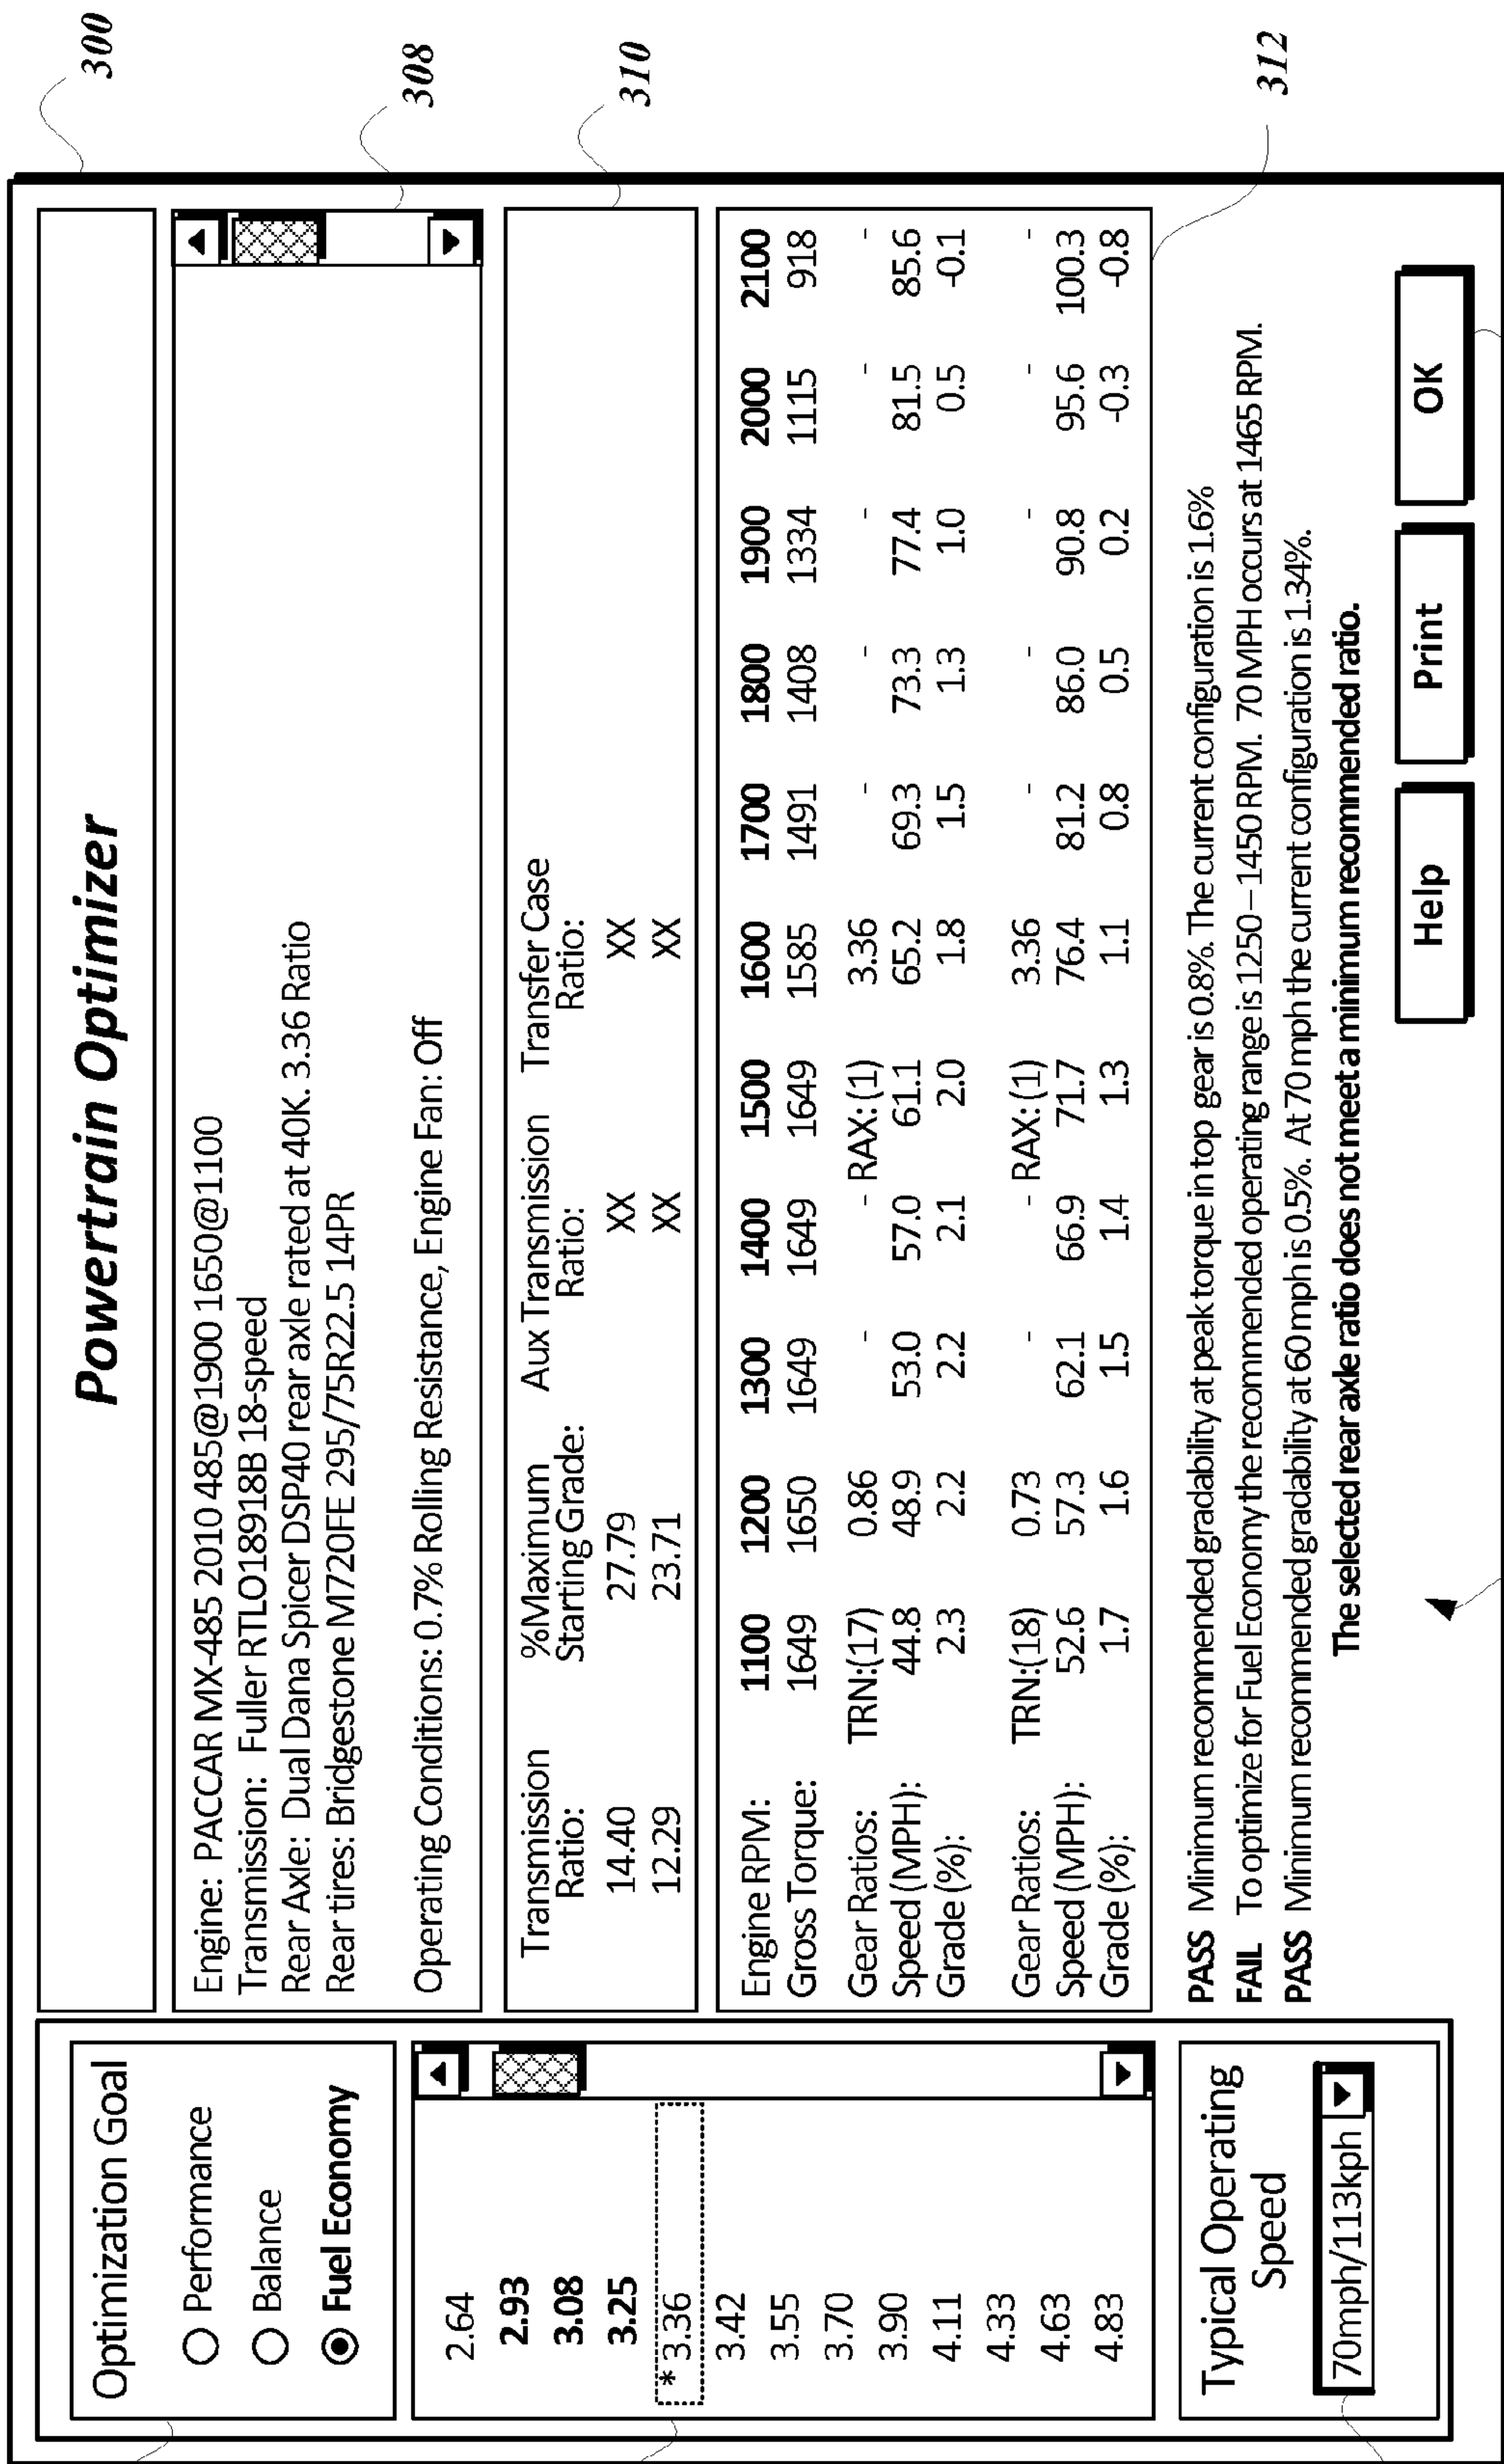 300
Powertrain Optimizer
Optimization Goal
Performance
Balance
Fuel Economy
2.64
2.93
3.08
3.25
* 3.36
3.42
3.55
3.70
3.90
4.11
4.33
4.63
4.83
Typical Operating
Speed
70mph/113kph
Engine: PACCAR MX-485 2010 485@1900 1650@1100
Transmission: Fuller RTLO18918B 18-speed
Rear Axle: Dual Dana Spicer DSP40 rear axle rated at 40K. 3.36 Ratio
Rear tires: Bridgestone M720FE 295/75R22.5 14PR
Operating Conditions: 0.7% Rolling Resistance, Engine Fan: Off
308
Transmission %Maximum Aux Transmission Transfer Case
Ratio: Starting Grade: Ratio: Ratio:
14.40 27.79 XX XX
12.29 23.71 XX XX
310
Engine RPM: 1100 1200 1300 1400 1500 1600 1700 1800 1900 2000 2100
Gross Torque: 1649 1650 1649 1649 1649 1585 1491 1408 1334 1115 918
Gear Ratios: TRN:(17) 0.86 - - RAX: (1) 3.36 - - - - -
Speed (MPH): 44.8 48.9 53.0 57.0 61.1 65.2 69.3 73.3 77.4 81.5 85.6
Grade (%): 2.3 2.2 2.2 2.1 2.0 1.8 1.5 1.3 1.0 0.5 -0.1
Gear Ratios: TRN:(18) 0.73 - - RAX: (1) 3.36 - - - - -
Speed (MPH): 52.6 57.3 62.1 66.9 71.7 76.4 81.2 86.0 90.8 95.6 100.3
Grade (%): 1.7 1.6 1.5 1.4 1.3 1.1 0.8 0.5 0.2 -0.3 -0.8
312
PASS Minimum recommended gradability at peak torque in top gear is 0.8%. The current configuration is 1.6%
FAIL To optimize for Fuel Economy the recommended operating range is 1250 – 1450 RPM. 70 MPH occurs at 1465 RPM.
PASS Minimum recommended gradability at 60 mph is 0.5%. At 70 mph the current configuration is 1.34%.
The selected rear axle ratio does not meet a minimum recommended ratio.
Help Print OK